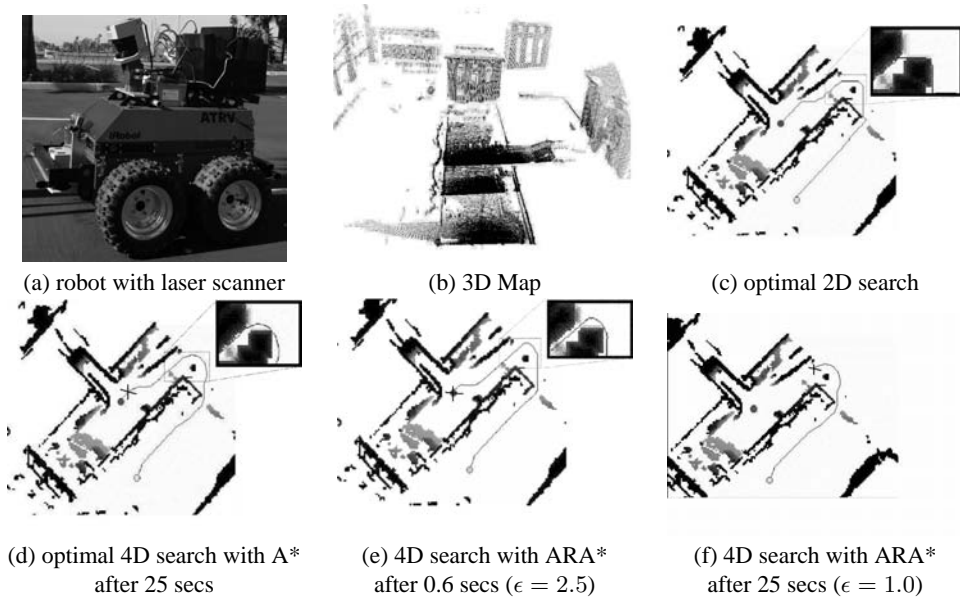 iRobot
ATRV
(a) robot with laser scanner
(b) 3D Map
(c) optimal 2D search
(d) optimal 4D search with A*
after 25 secs
(e) 4D search with ARA*
after 0.6 secs (ϵ = 2.5)
(f) 4D search with ARA*
after 25 secs (ϵ = 1.0)